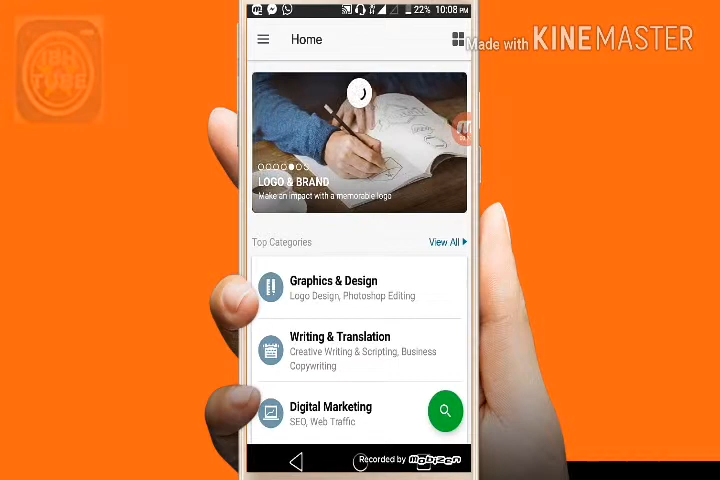 22% 10:08 PM
Home
Made with KINEMASTER
JBH
TUBE
LOGO & BRAND
Make an impact with a memorable logo
Top Categories
View All
Graphics & Design
Logo Design, Photoshop Editing
Writing & Translation
Creative Writing & Scripting, Business
Copywriting
Digital Marketing
SEO, Web Traffic
Recorded by mobizen